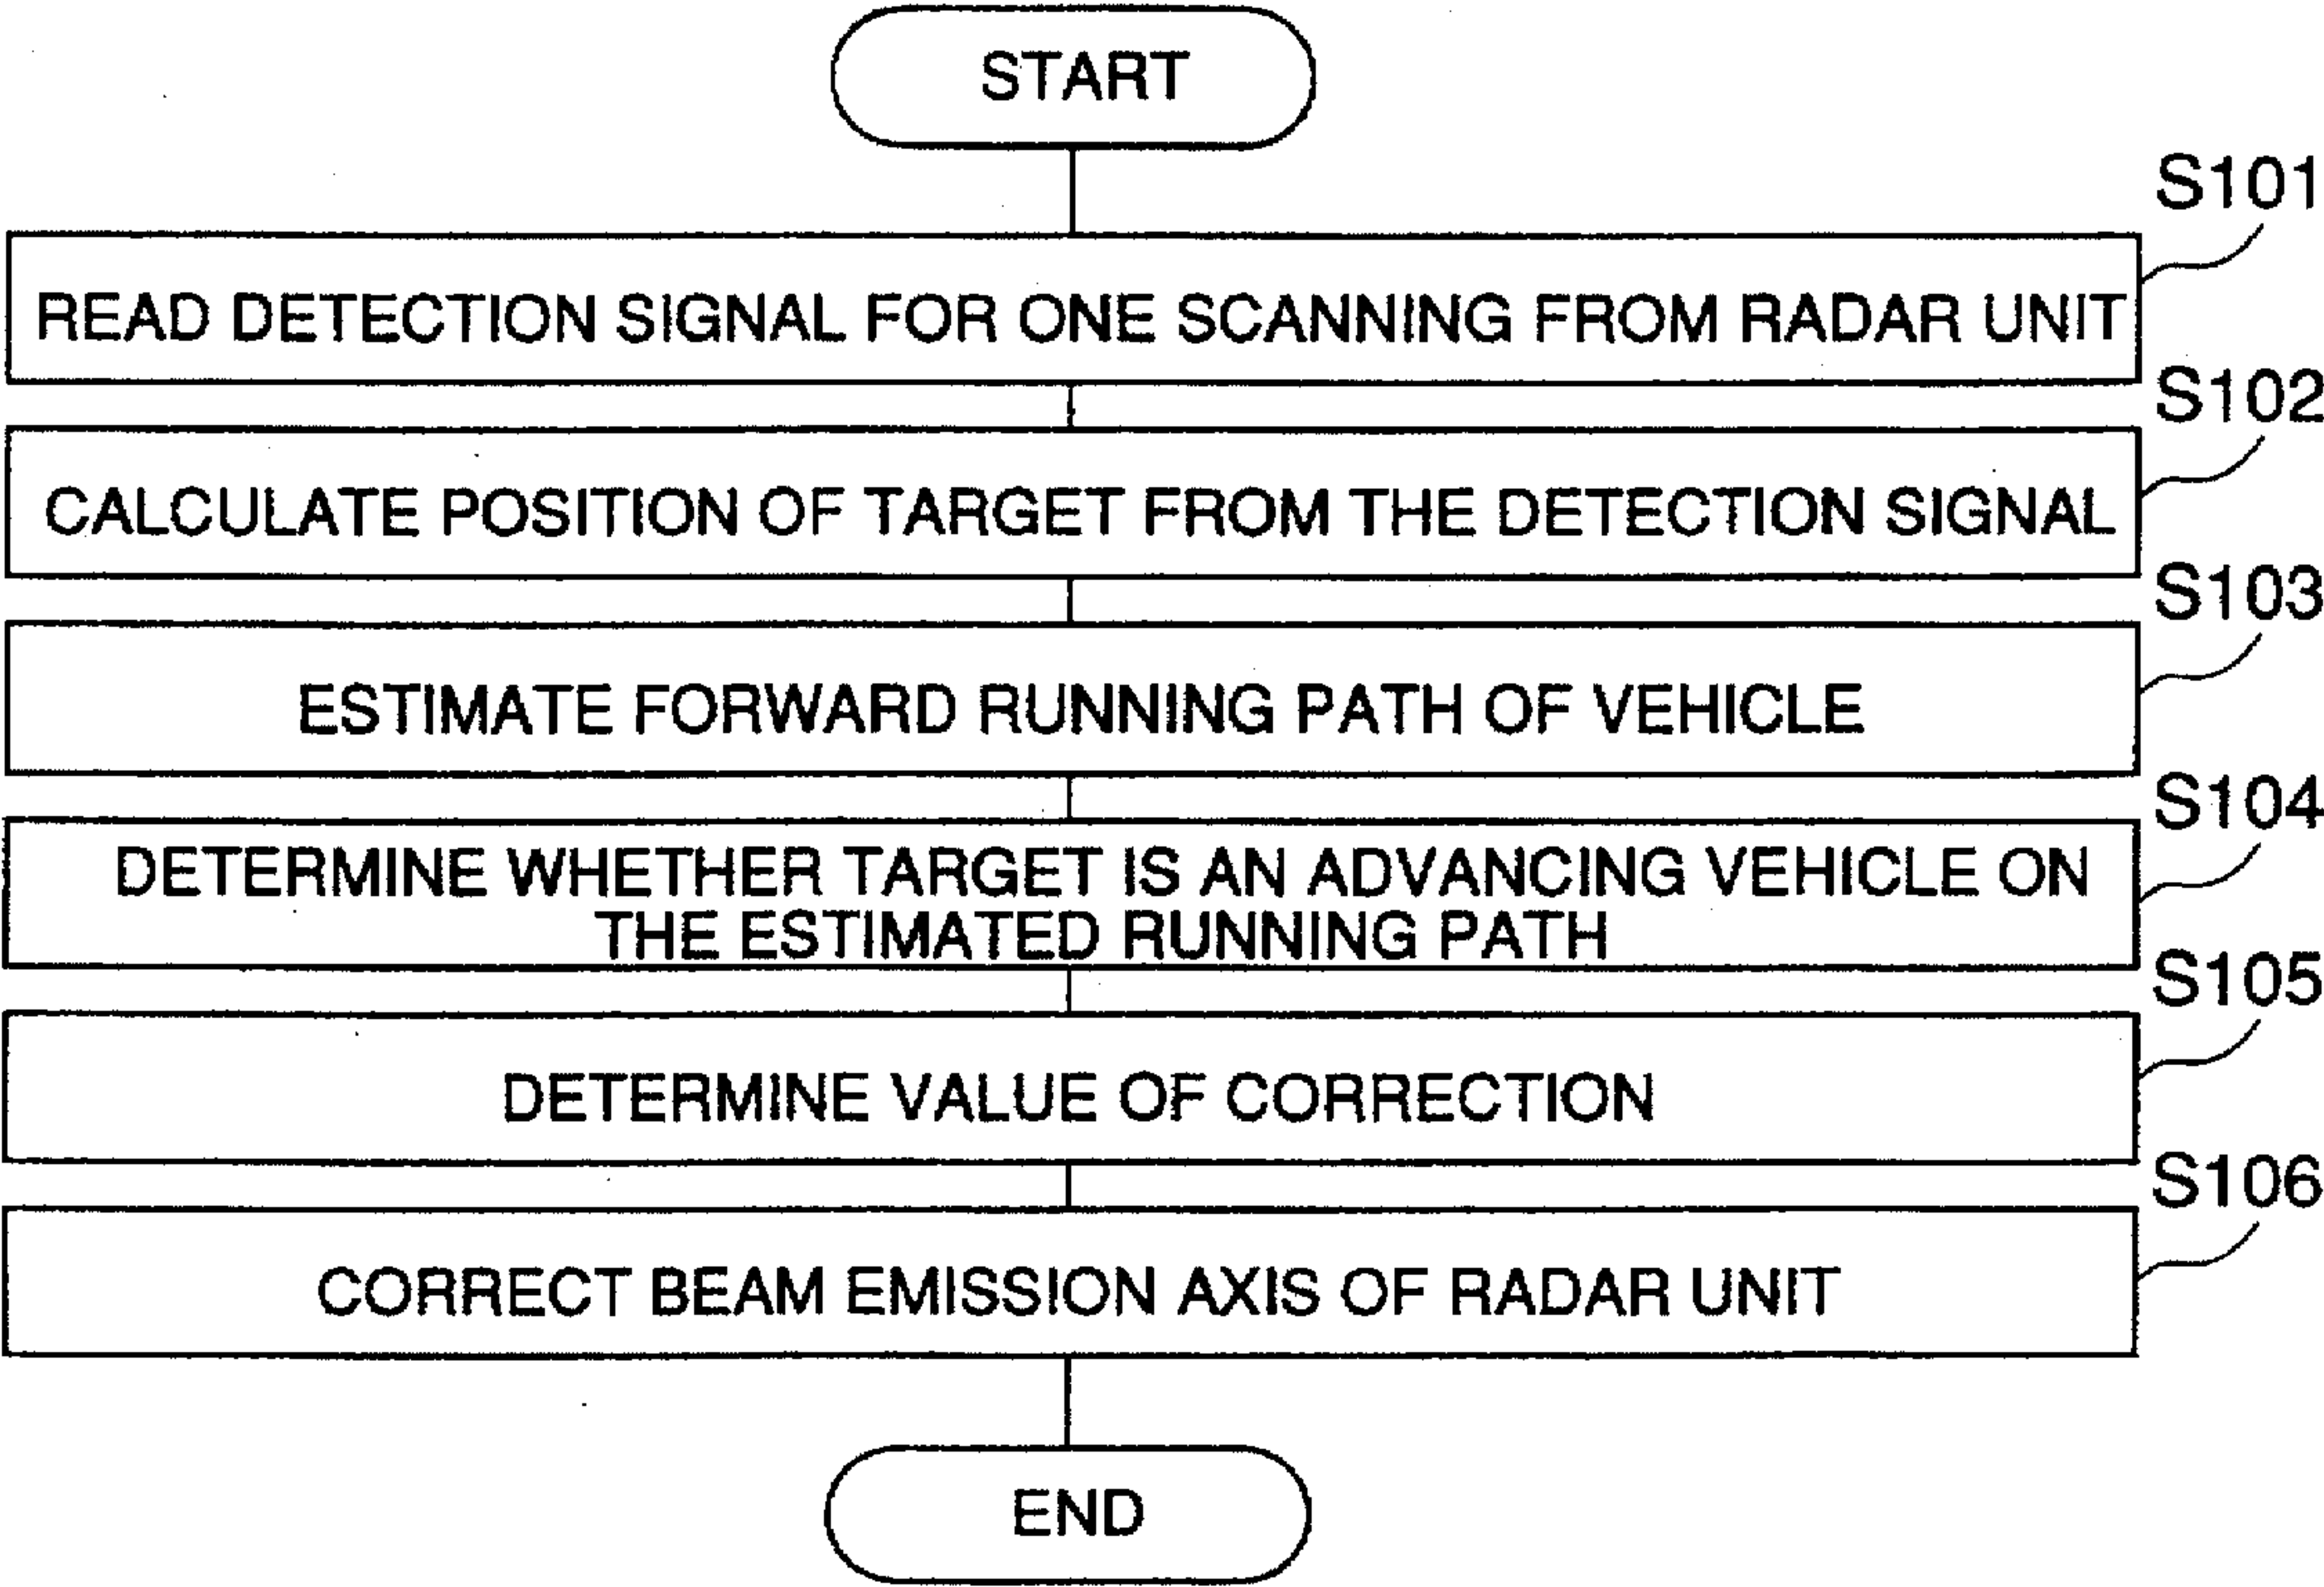 START
S101
READ DETECTION SIGNAL FOR ONE SCANNING FROM RADAR UNIT
S102
CALCULATE POSITION OF TARGET FROM THE DETECTION SIGNAL
S103
ESTIMATE FORWARD RUNNING PATH OF VEHICLE
S104
DETERMINE WHETHER TARGET IS AN ADVANCING VEHICLE ON
THE ESTIMATED RUNNING PATH
S105
DETERMINE VALUE OF CORRECTION
S106
CORRECT BEAM EMISSION AXIS OF RADAR UNIT
END